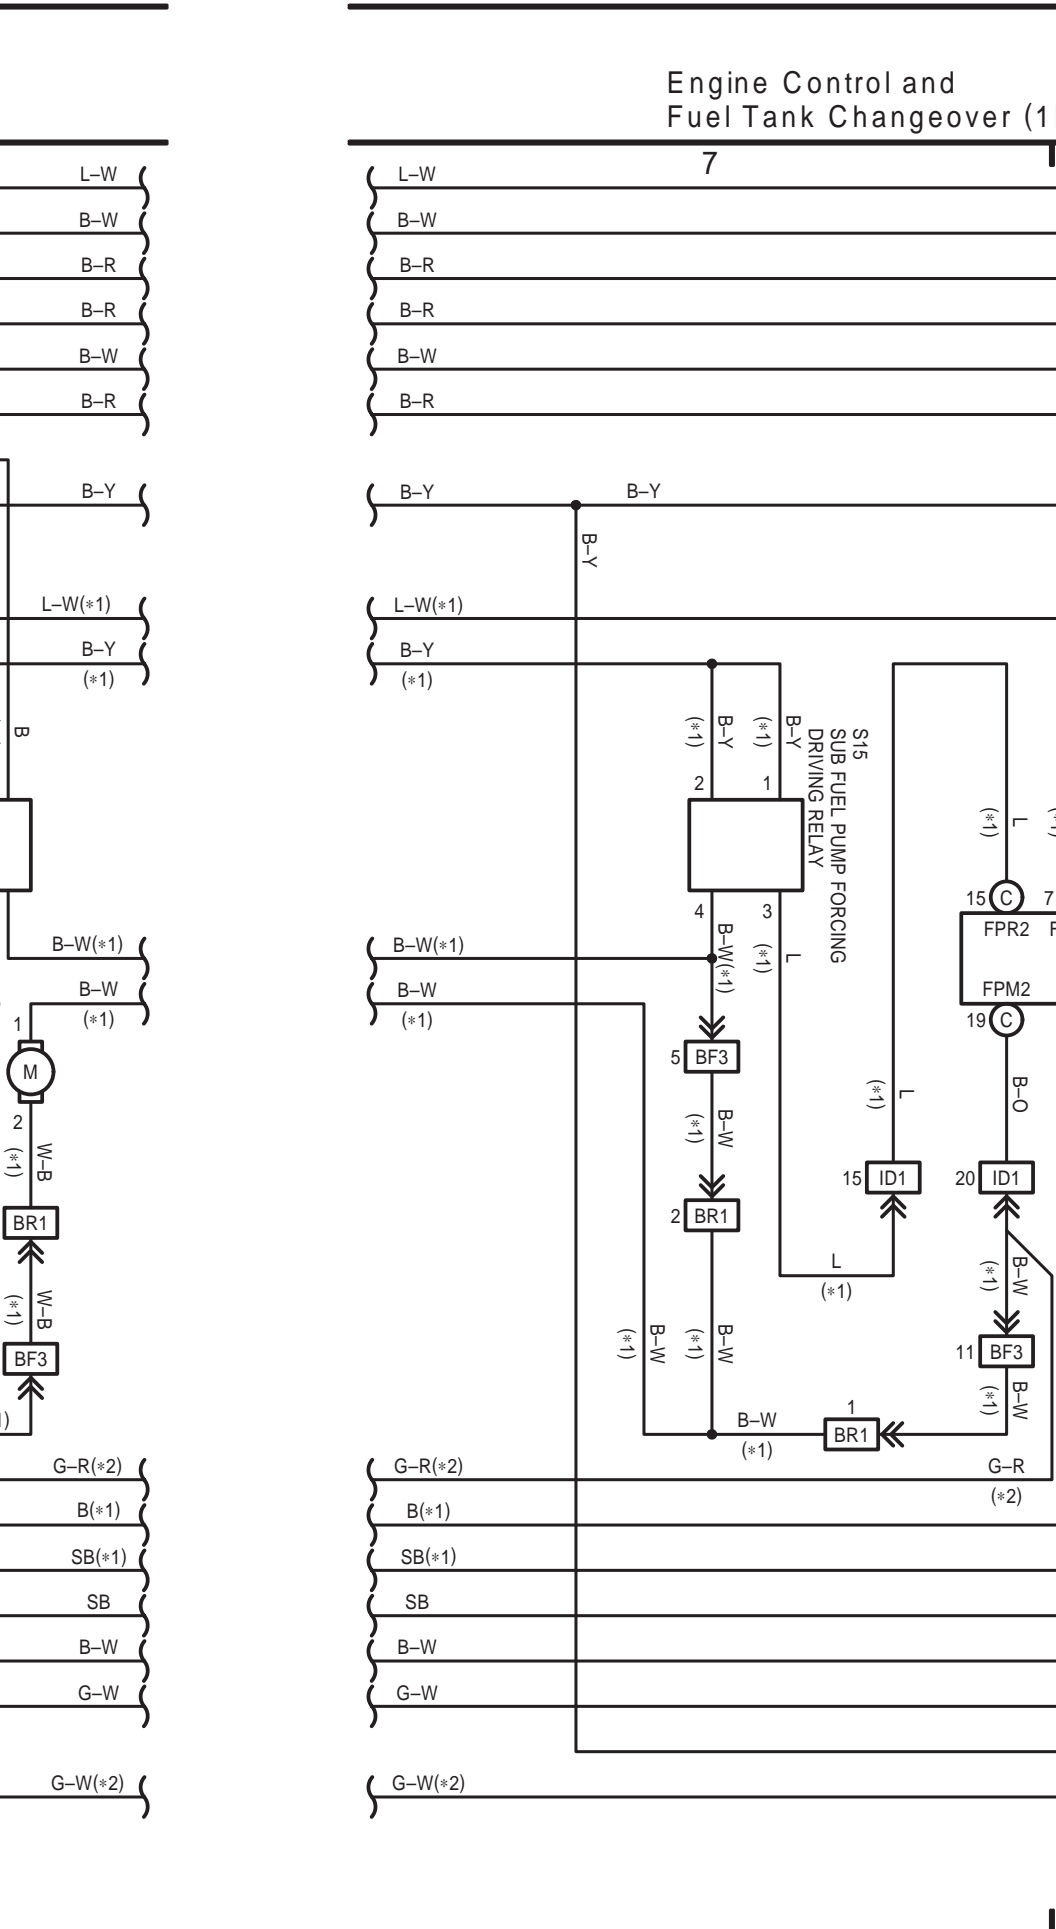 Engine Control and
Fuel Tank Changeover (1
7
L–W
B–W
B–R
B–R
B–W
B–R
B–Y
L–W(∗1)
B–Y
(∗1)
B
B–W(∗1)
B–W
(∗1)
1
M
2
W–B
(∗1)
BR1
W–B
(∗1)
BF3
)
G–R(∗2)
B(∗1)
SB(∗1)
SB
B–W
G–W
G–W(∗2)
L–W
B–W
B–R
B–R
B–W
B–R
B–Y
B–Y
B–Y
L–W(∗1)
B–Y
(∗1)
B–Y
(∗1)
B–Y
(∗1)
S15
SUB FUEL PUMP FORCING
DRIVING RELAY
2
1
4
3
B–W(∗1)
L
(∗1)
B–W(∗1)
B–W
(∗1)
5
BF3
B–W
(∗1)
2
BR1
B–W
(∗1)
B–W
(∗1)
L
(∗1)
L
(∗1)
15
ID1
L
(∗1)
15
C
7
FPR2
FPM2
19
C
B–O
20
ID1
B–W
(∗1)
11
BF3
B–W
(∗1)
1
BR1
B–W
(∗1)
G–R
(∗2)
G–R(∗2)
B(∗1)
SB(∗1)
SB
B–W
G–W
G–W(∗2)